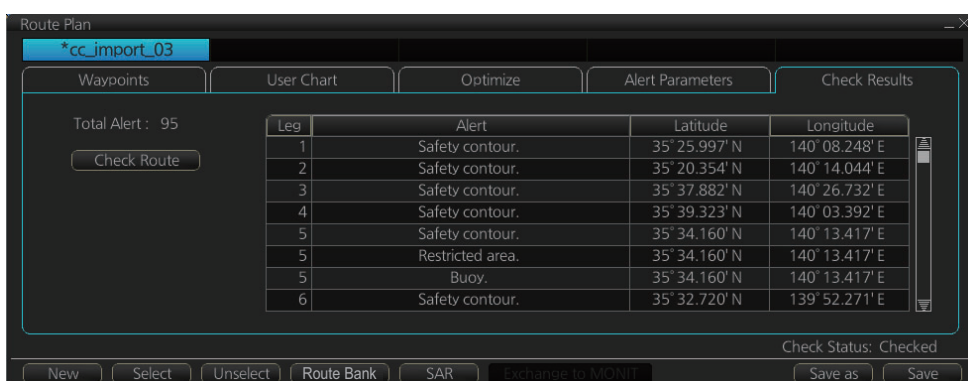 Route Plan
*cc_import_03
Waypoints User Chart Optimize Alert Parameters Check Results
Total Alert : 95
Check Route
Leg Alert Latitude Longitude
1 Safety contour. 35°25.997' N 140°08.248' E
2 Safety contour. 35°20.354' N 140°14.044' E
3 Safety contour. 35°37.882' N 140°26.732' E
4 Safety contour. 35°39.323' N 140°03.392' E
5 Safety contour. 35°34.160' N 140°13.417' E
5 Restricted area. 35°34.160' N 140°13.417' E
5 Buoy. 35°34.160' N 140°13.417' E
6 Safety contour. 35°32.720' N 139°52.271' E
Check Status: Checked
New Select Unselect Route Bank SAR Exchange to MONIT Save as Save